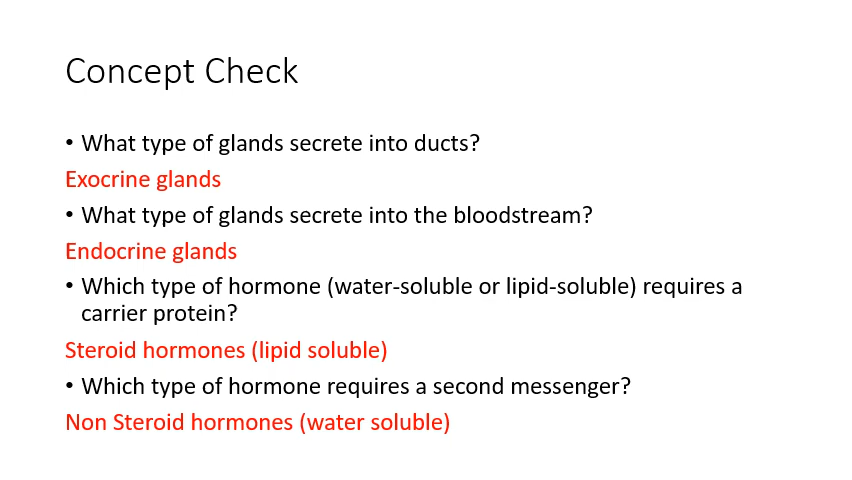 Concept Check
• What type of glands secrete into ducts?
Exocrine glands
• What type of glands secrete into the bloodstream?
Endocrine glands
• Which type of hormone (water-soluble or lipid-soluble) requires a
carrier protein?
Steroid hormones (lipid soluble)
• Which type of hormone requires a second messenger?
Non Steroid hormones (water soluble)